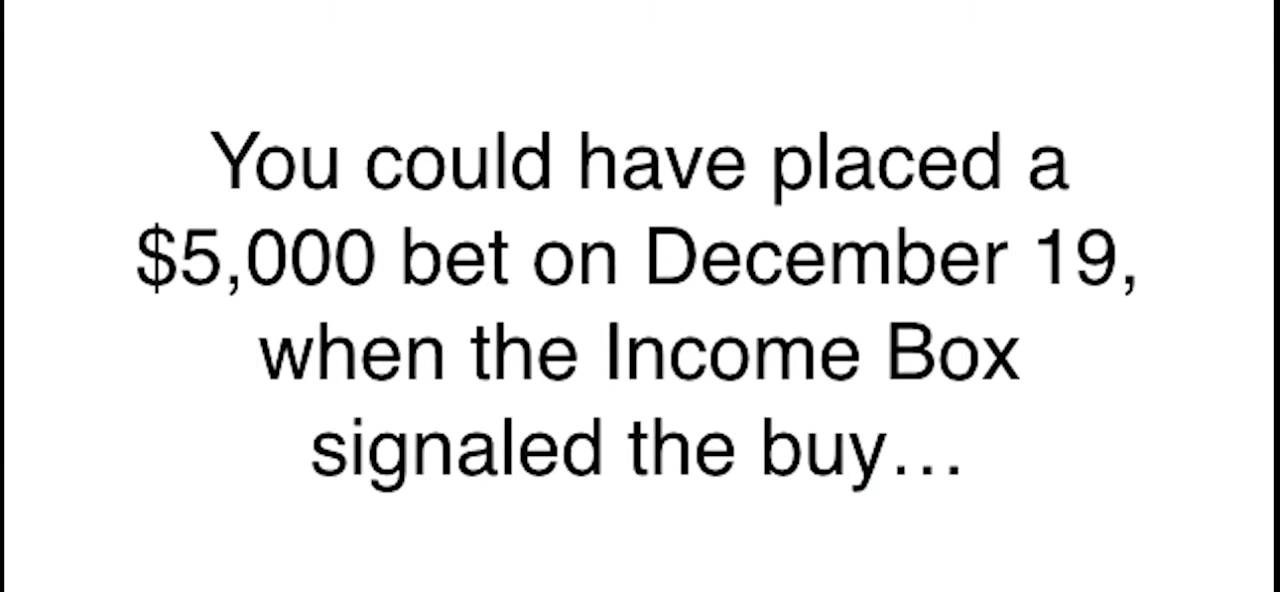 You could have placed a
$5,000 bet on December 19,
when the Income Box
signaled the buy…